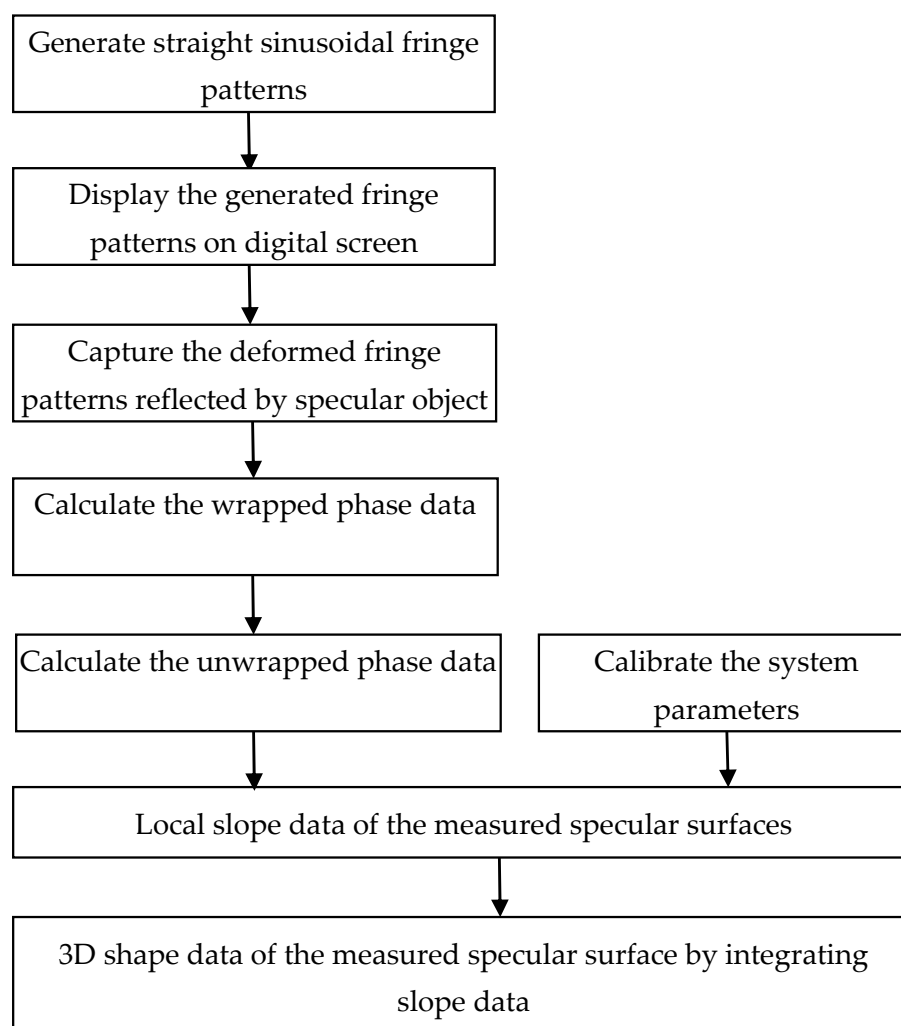 Generate straight sinusoidal fringe
patterns
Display the generated fringe
patterns on digital screen
Capture the deformed fringe
patterns reflected by specular object
Calculate the wrapped phase data
Calculate the unwrapped phase data
Calibrate the system
parameters
Local slope data of the measured specular surfaces
3D shape data of the measured specular surface by integrating
slope data